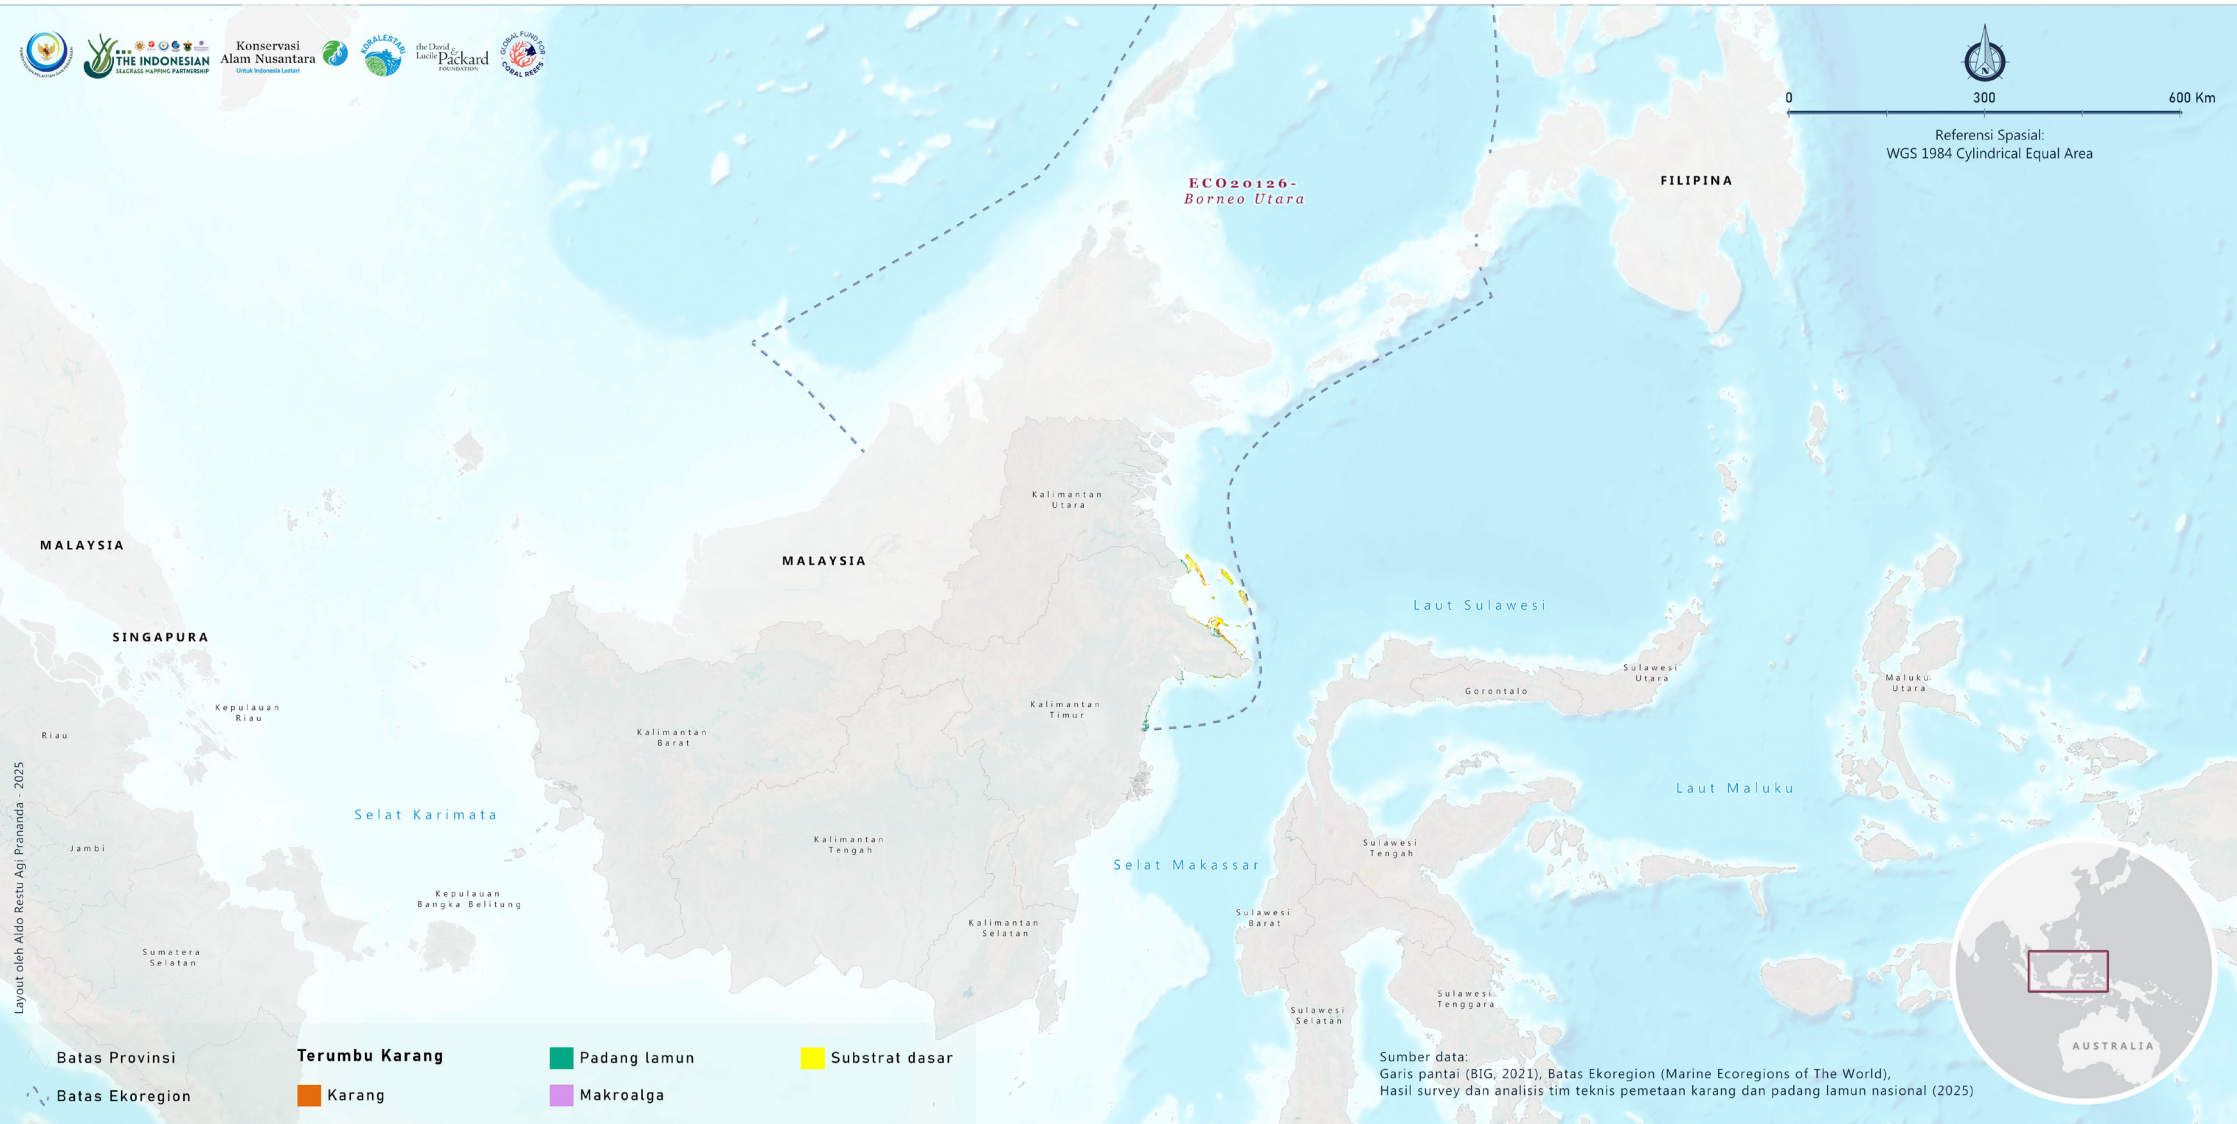 THE INDONESIAN
SEAGRASS MAPPING PARTNERSHIP
Konservasi
Alam Nusantara
Untuk Indonesia Lestari
KORALESTARI
the David
& Lucile Packard
FOUNDATION
GLOBAL FUND FOR
CORAL REEFS
0 300 600 Km
Referensi Spasial:
WGS 1984 Cylindrical Equal Area
ECO20126-
Borneo Utara
FILIPINA
Kalimantan
Utara
MALAYSIA
MALAYSIA
SINGAPURA
Laut Sulawesi
Sulawesi
Utara
Gorontalo
Maluku
Utara
Kepulauan
Riau
Riau
Kalimantan
Timur
Kalimantan
Barat
Laut Maluku
Selat Karimata
Jambi
Kalimantan
Tengah
Sulawesi
Tengah
Selat Makassar
Kepulauan
Bangka Belitung
Kalimantan
Selatan
Sulawesi
Barat
Sumatera
Selatan
Sulawesi
Tenggara
Sulawesi
Selatan
AUSTRALIA
Layout oleh Aldo Restu Agi Prananda - 2025
Batas Provinsi
Batas Ekoregion
Terumbu Karang
Karang
Padang lamun
Makroalga
Substrat dasar
Sumber data:
Garis pantai (BIG, 2021), Batas Ekoregion (Marine Ecoregions of The World),
Hasil survey dan analisis tim teknis pemetaan karang dan padang lamun nasional (2025)
N